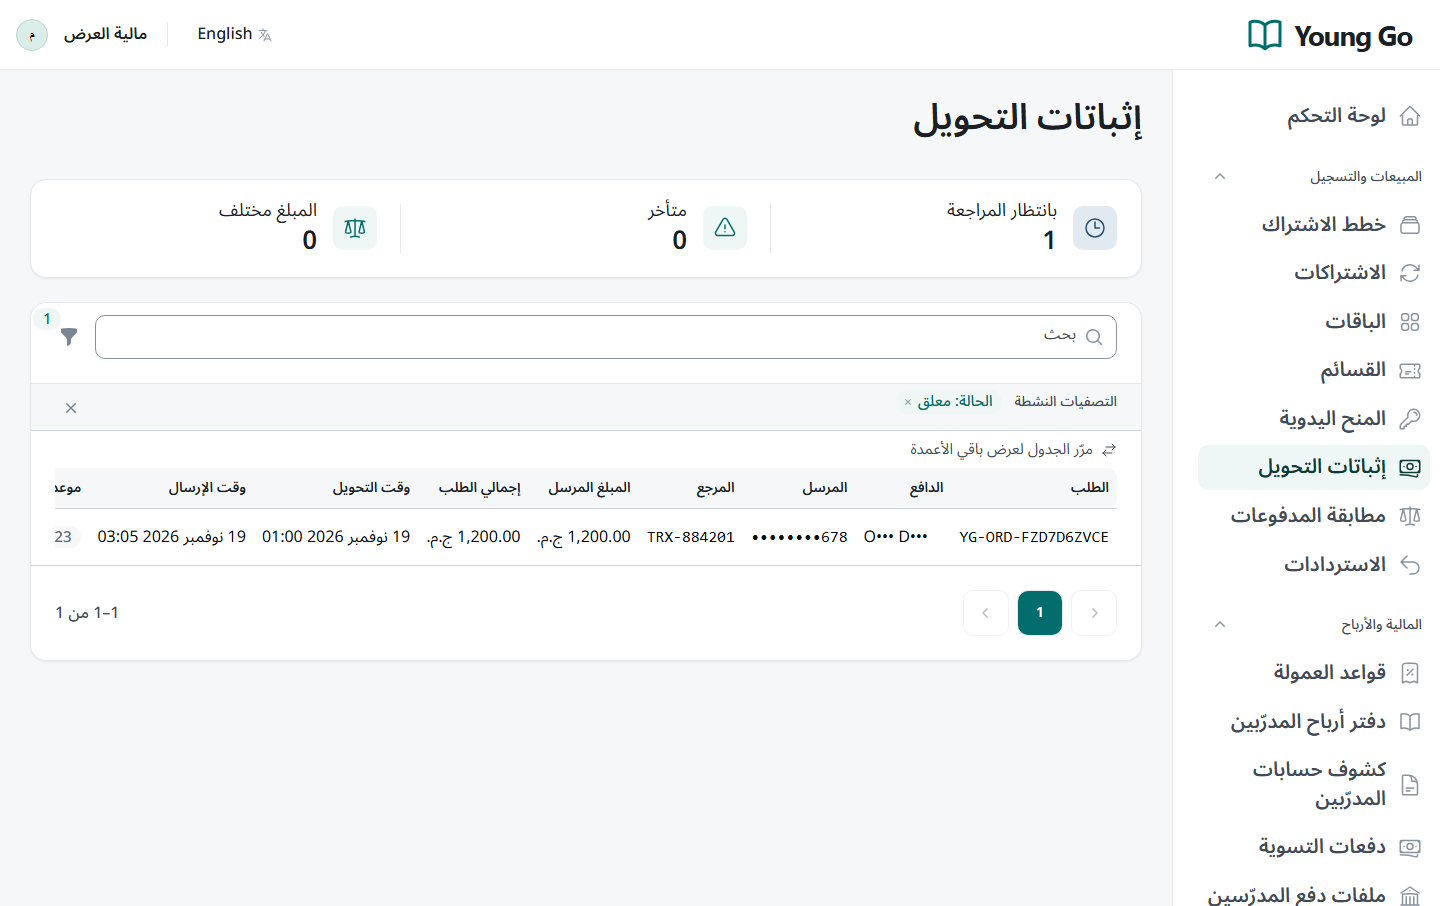 Young Go
English
مالية العرض
م
لوحة التحكم
المبيعات والتسجيل
خطط الاشتراك
الاشتراكات
الباقات
القسائم
المنح اليدوية
إثباتات التحويل
مطابقة المدفوعات
الاستردادات
المالية والأرباح
قواعد العمولة
دفتر أرباح المدرّبين
كشوف حسابات
المدرّبين
دفعات التسوية
ملفات دفع المدرّسين
إثباتات التحويل
بانتظار المراجعة
1
متأخر
0
المبلغ مختلف
0
بحث
1
التصفيات النشطة
الحالة: معلق ×
مرّر الجدول لعرض باقي الأعمدة
الطلب الدافع المرسل المرجع المبلغ المرسل إجمالي الطلب وقت التحويل وقت الإرسال موعد
YG-ORD-FZD7D6ZVCE O••• D••• ••••••••678 TRX-884201 1,200.00 ج.م. 1,200.00 ج.م. 19 نوفمبر 2026 01:00 19 نوفمبر 2026 03:05 23
1
1–1 من 1